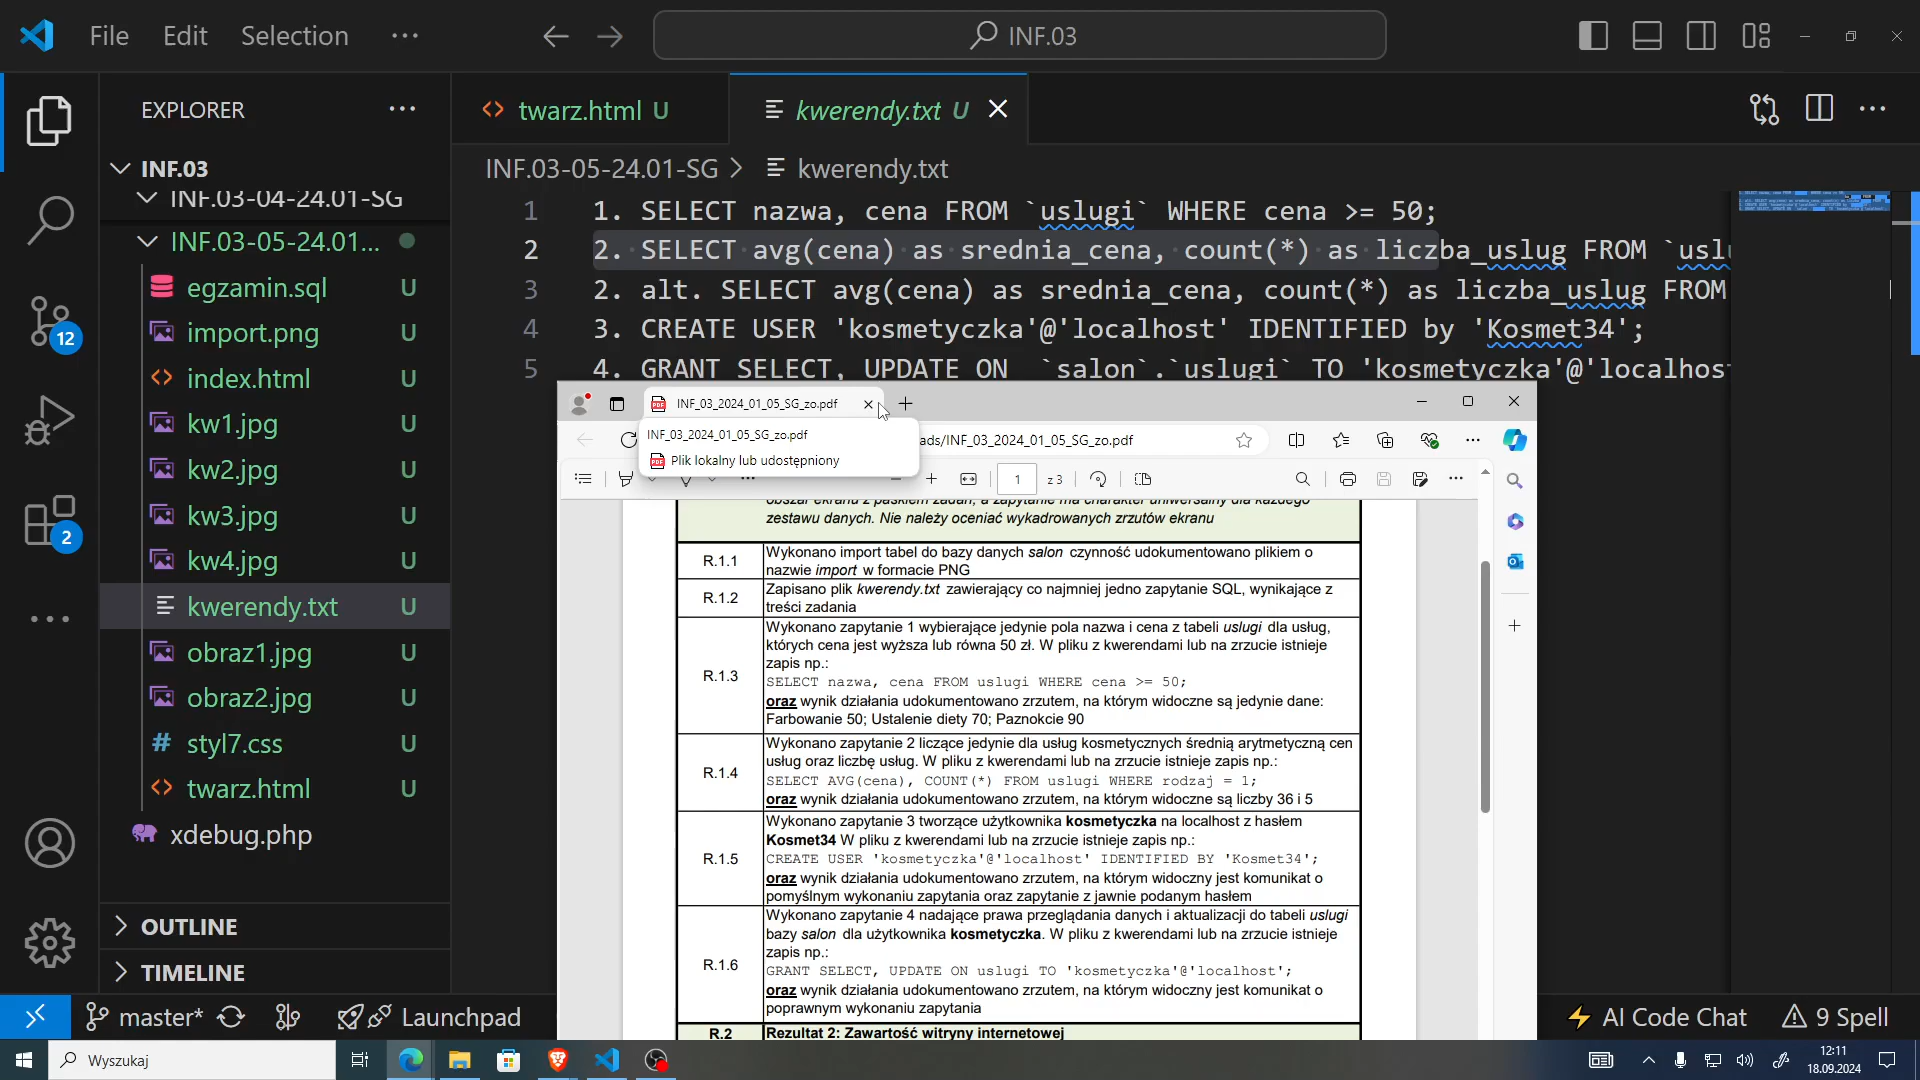 File Edit Selection ···
INF.03
EXPLORER
INF.03
INF.03-04-24.01-SG
INF.03-05-24.01...
egzamin.sql U
import.png U
index.html U
kw1.jpg U
kw2.jpg U
kw3.jpg U
kw4.jpg U
kwerendy.txt U
obraz1.jpg U
obraz2.jpg U
styl7.css U
twarz.html U
xdebug.php
OUTLINE
TIMELINE
12
2
twarz.html U
kwerendy.txt U
INF.03-05-24.01-SG > kwerendy.txt
1 1. SELECT nazwa, cena FROM `uslugi` WHERE cena >= 50;
2 2. SELECT avg(cena) as srednia_cena, count(*) as liczba_uslug FROM `uslu
3 2. alt. SELECT avg(cena) as srednia_cena, count(*) as liczba_uslug FROM
4 3. CREATE USER 'kosmetyczka'@'localhost' IDENTIFIED by 'Kosmet34';
5 4. GRANT SELECT, UPDATE ON `salon`.`uslugi` TO 'kosmetyczka'@'localhos
INF_03_2024_01_05_SG_zo.pdf
INF_03_2024_01_05_SG_zo.pdf
Plik lokalny lub udostępniony
ads/INF_03_2024_01_05_SG_zo.pdf
1 z 3
obszar ekranu z paskiem zadań, a zapytanie ma charakter uniwersalny dla każdego
zestawu danych. Nie należy oceniać wykadrowanych zrzutów ekranu
R.1.1
Wykonano import tabel do bazy danych salon czynność udokumentowano plikiem o
nazwie import w formacie PNG
R.1.2
Zapisano plik kwerendy.txt zawierający co najmniej jedno zapytanie SQL, wynikające z
treści zadania
R.1.3
Wykonano zapytanie 1 wybierające jedynie pola nazwa i cena z tabeli uslugi dla usług,
których cena jest wyższa lub równa 50 zł. W pliku z kwerendami lub na zrzucie istnieje
zapis np.:
SELECT nazwa, cena FROM uslugi WHERE cena >= 50;
oraz wynik działania udokumentowano zrzutem, na którym widoczne są jedynie dane:
Farbowanie 50; Ustalenie diety 70; Paznokcie 90
R.1.4
Wykonano zapytanie 2 liczące jedynie dla usług kosmetycznych średnią arytmetyczną cen
usług oraz liczbę usług. W pliku z kwerendami lub na zrzucie istnieje zapis np.:
SELECT AVG(cena), COUNT(*) FROM uslugi WHERE rodzaj = 1;
oraz wynik działania udokumentowano zrzutem, na którym widoczne są liczby 36 i 5
R.1.5
Wykonano zapytanie 3 tworzące użytkownika kosmetyczka na localhost z hasłem
Kosmet34 W pliku z kwerendami lub na zrzucie istnieje zapis np.:
CREATE USER 'kosmetyczka'@'localhost' IDENTIFIED BY 'Kosmet34';
oraz wynik działania udokumentowano zrzutem, na którym widoczny jest komunikat o
pomyślnym wykonaniu zapytania oraz zapytanie z jawnie podanym hasłem
R.1.6
Wykonano zapytanie 4 nadające prawa przeglądania danych i aktualizacji do tabeli uslugi
bazy salon dla użytkownika kosmetyczka. W pliku z kwerendami lub na zrzucie istnieje
zapis np.:
GRANT SELECT, UPDATE ON uslugi TO 'kosmetyczka'@'localhost';
oraz wynik działania udokumentowano zrzutem, na którym widoczny jest komunikat o
poprawnym wykonaniu zapytania
R.2 Rezultat 2: Zawartość witryny internetowej
master* Launchpad
AI Code Chat 9 Spell
Wyszukaj
12:11
18.09.2024